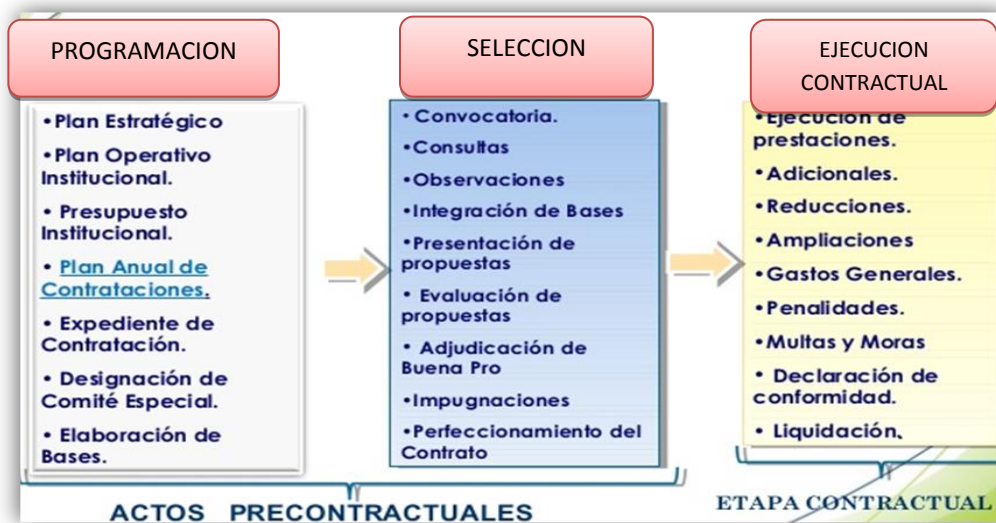 PROGRAMACION
•Plan Estratégico
•Plan Operativo
Institucional.
• Presupuesto
Institucional.
• Plan Anual de
Contrataciones.
• Expediente de
Contratación.
• Designación de
Comité Especial.
• Elaboración de
Bases.
SELECCION
• Convocatoria.
•Consultas
•Observaciones
•Integración de Bases
•Presentación de
propuestas
• Evaluación de
propuestas
• Adjudicación de
Buena Pro
•Impugnaciones
•Perfeccionamiento del
Contrato
EJECUCION
CONTRACTUAL
•Ejecución de
prestaciones.
•Adicionales.
•Reducciones.
•Ampliaciones
•Gastos Generales.
•Penalidades.
•Multas y Moras
• Declaración de
conformidad.
• Liquidación.
ACTOS PRECONTRACTUALES
ETAPA CONTRACTUAL